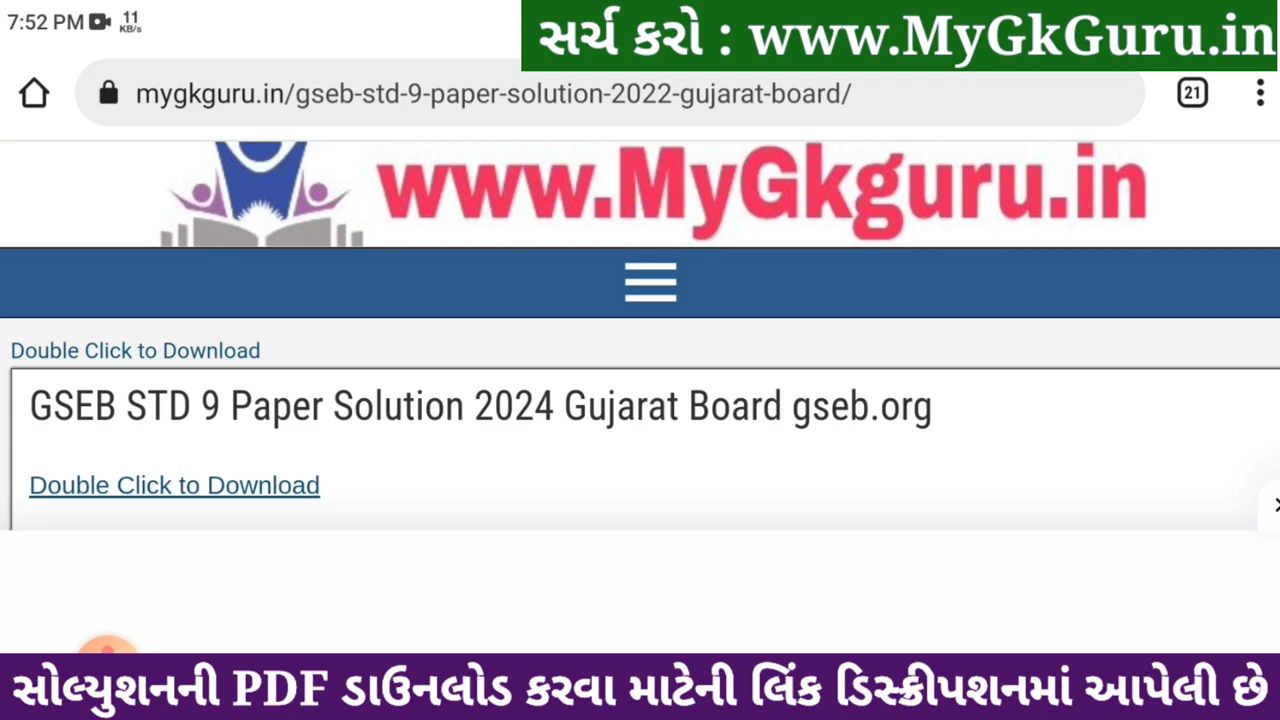 7:52 PM 11 KB/s
સર્ચ કરો : www.MyGkGuru.in
mygkguru.in/gseb-std-9-paper-solution-2022-gujarat-board/
21
www.MyGkguru.in
Double Click to Download
GSEB STD 9 Paper Solution 2024 Gujarat Board gseb.org
Double Click to Download
સોલ્યુશનની PDF ડાઉનલોડ કરવા માટેની લિંક ડિસ્ક્રીપશનમાં આપેલી છે